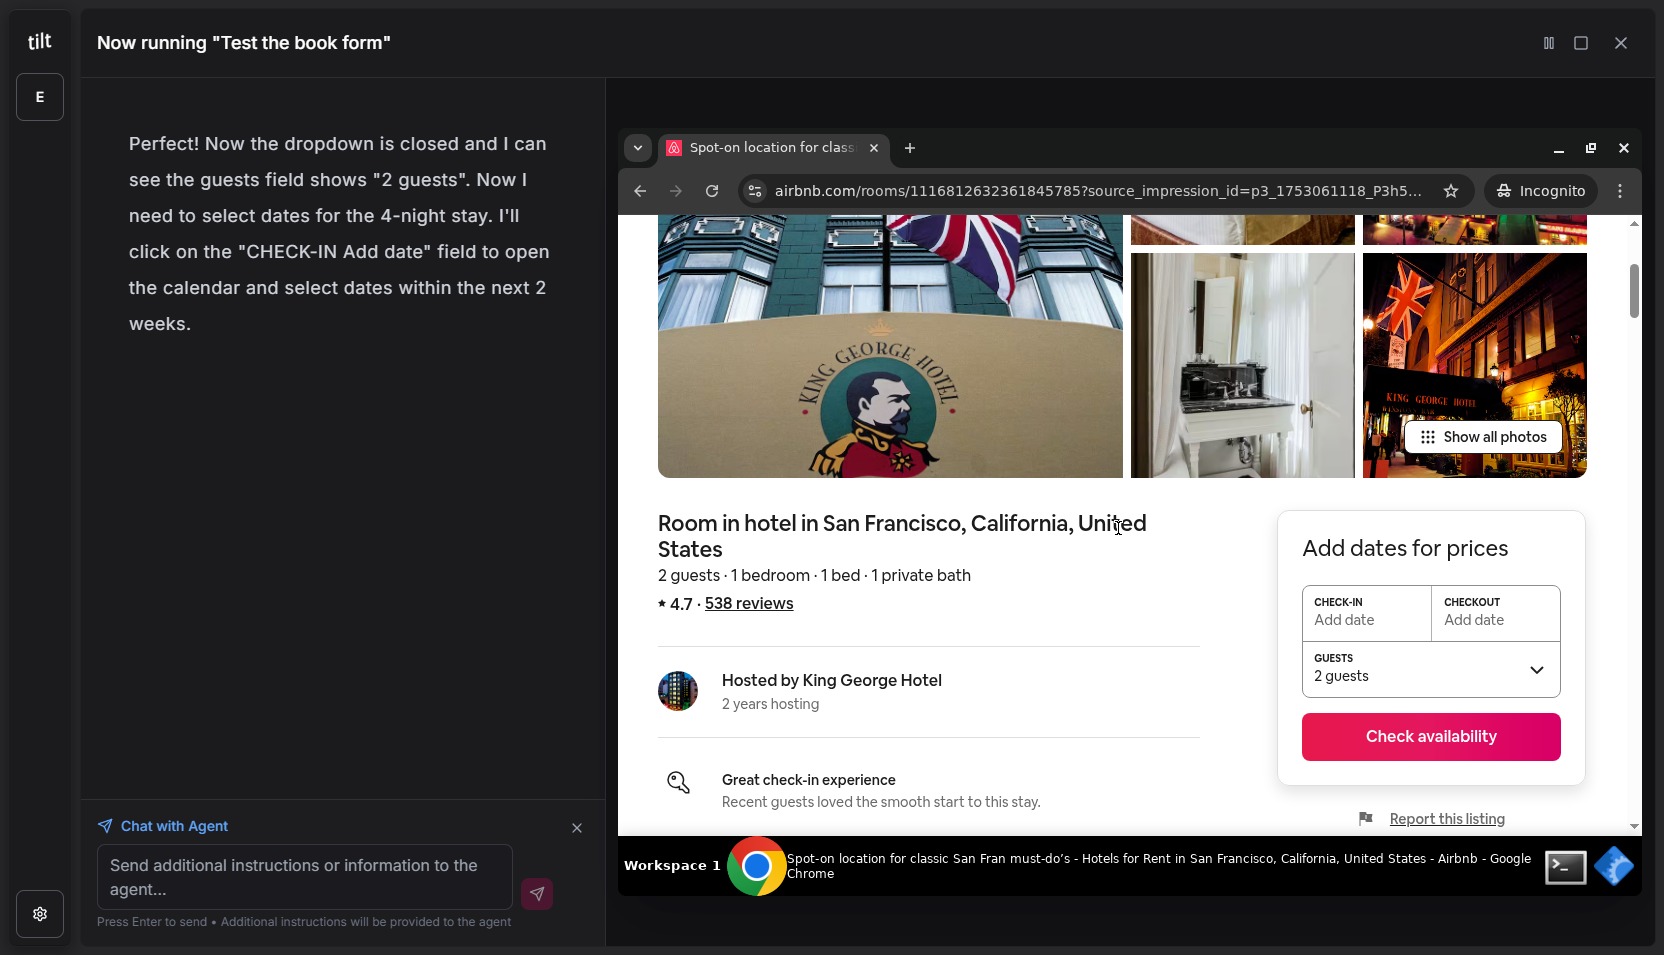 tilt
E
Now running "Test the book form"
Perfect! Now the dropdown is closed and I can
see the guests field shows "2 guests". Now I
need to select dates for the 4-night stay. I'll
click on the "CHECK-IN Add date" field to open
the calendar and select dates within the next 2
weeks.
Chat with Agent
Send additional instructions or information to the
agent...
Press Enter to send • Additional instructions will be provided to the agent
Spot-on location for class
airbnb.com/rooms/1116812632361845785?source_impression_id=p3_1753061118_P3h5...
Incognito
KING GEORGE HOTEL
KING GEORGE HOTEL
Show all photos
Room in hotel in San Francisco, California, United
States
2 guests · 1 bedroom · 1 bed · 1 private bath
4.7 · 538 reviews
Hosted by King George Hotel
2 years hosting
Great check-in experience
Recent guests loved the smooth start to this stay.
Add dates for prices
CHECK-IN
Add date
CHECKOUT
Add date
GUESTS
2 guests
Check availability
Report this listing
Workspace 1
Spot-on location for classic San Fran must-do’s - Hotels for Rent in San Francisco, California, United States - Airbnb - Google
Chrome